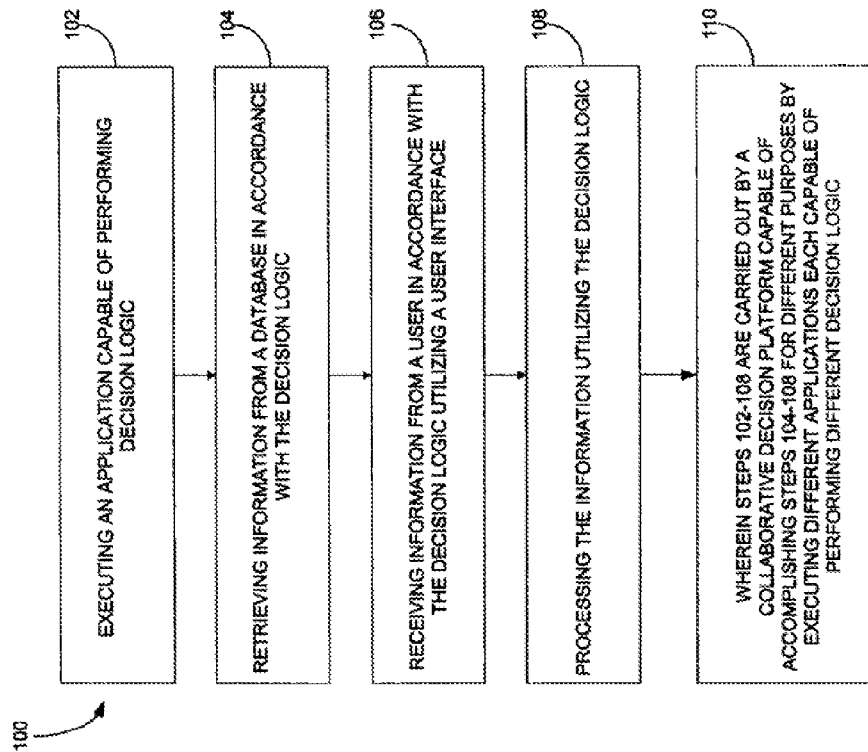 100
102
EXECUTING AN APPLICATION CAPABLE OF PERFORMING
DECISION LOGIC
104
RETRIEVING INFORMATION FROM A DATABASE IN ACCORDANCE
WITH THE DECISION LOGIC
106
RECEIVING INFORMATION FROM A USER IN ACCORDANCE WITH
THE DECISION LOGIC UTILIZING A USER INTERFACE
108
PROCESSING THE INFORMATION UTILIZING THE DECISION LOGIC
110
WHEREIN STEPS 102-108 ARE CARRIED OUT BY A
COLLABORATIVE DECISION PLATFORM CAPABLE OF
ACCOMPLISHING STEPS 104-108 FOR DIFFERENT PURPOSES BY
EXECUTING DIFFERENT APPLICATIONS EACH CAPABLE OF
PERFORMING DIFFERENT DECISION LOGIC